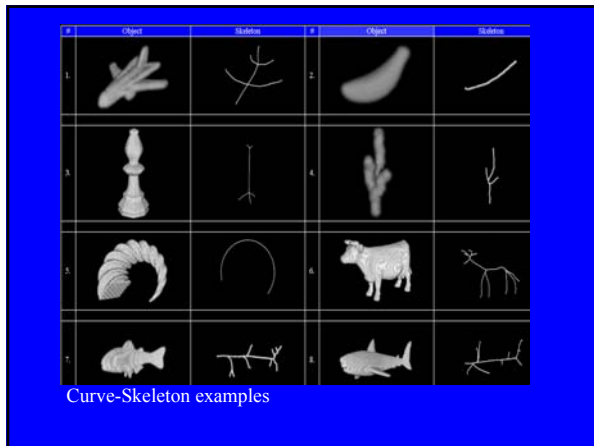 # Object Skeleton # Object Skeleton
1. 2.
3. 4.
5. 6.
7. 8.
Curve-Skeleton examples